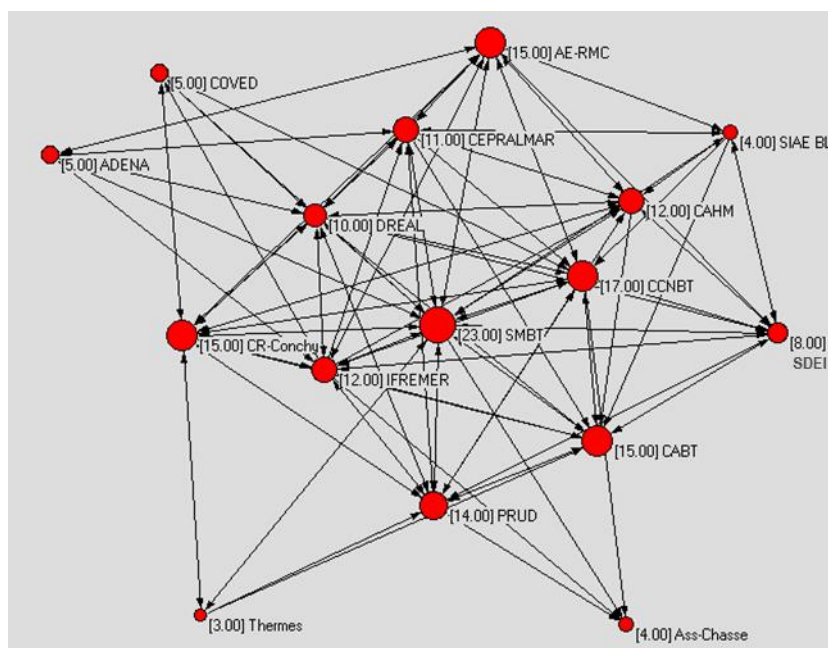 [15.00] AE-RMC
[5.00] COVED
[11.00] CEPRALMAR
[4.00] SIAE BL
[5.00] ADENA
[12.00] CAHM
[10.00] DREAL
[17.00] CCNBT
[23.00] SMBT
[8.00]
SDEI
[15.00] CR-Conchy
[12.00] IFREMER
[15.00] CABT
[14.00] PRUD
[3.00] Thermes
[4.00] Ass-Chasse